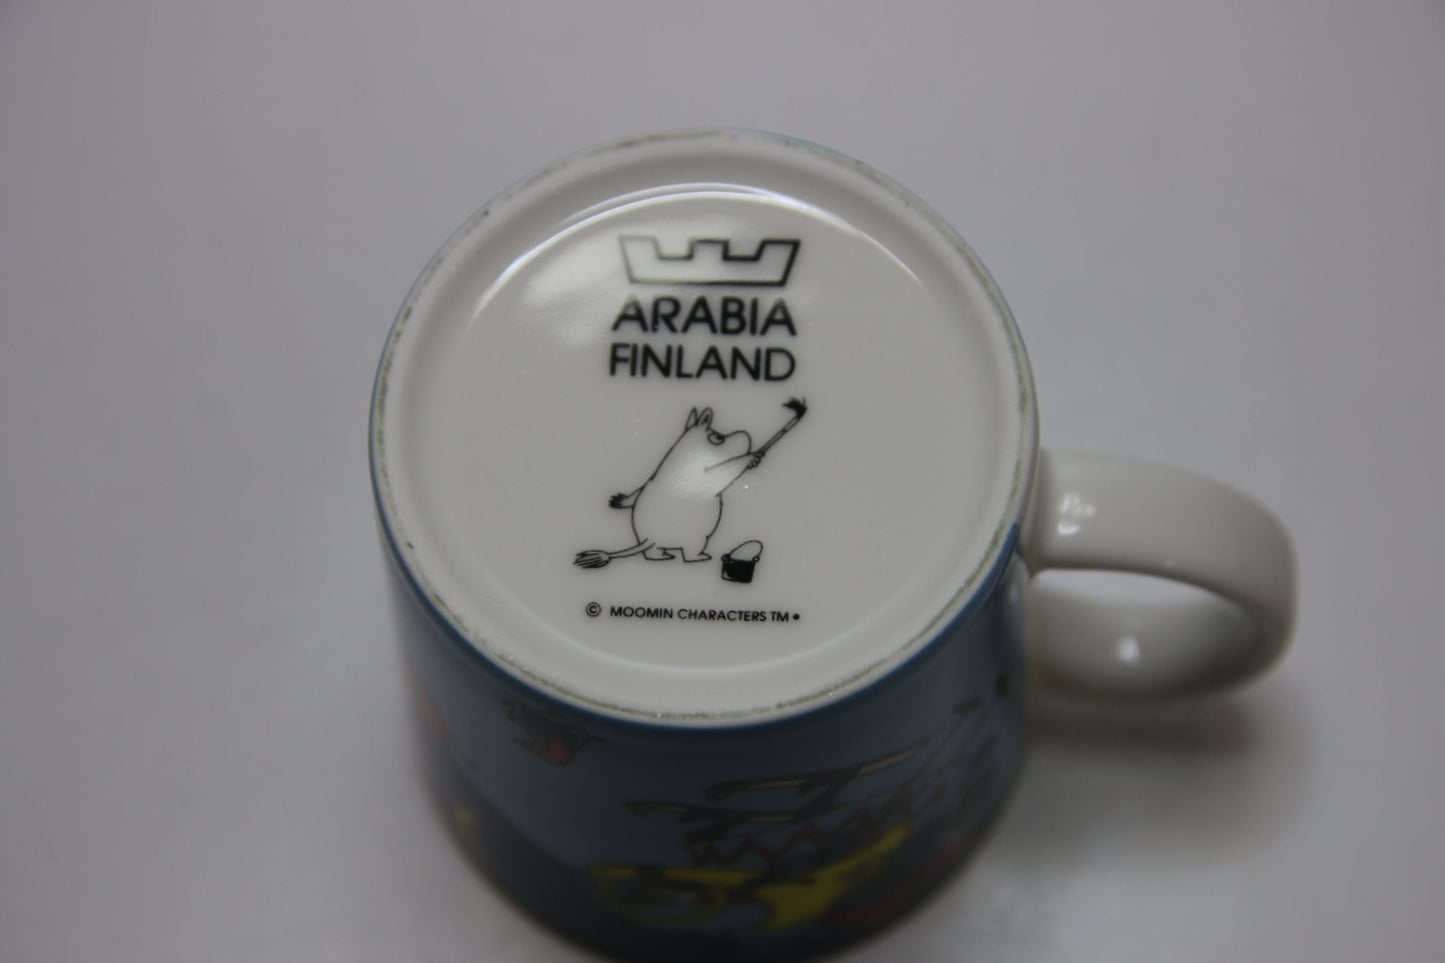 ARABIA
FINLAND
© MOOMIN CHARACTERS TM •